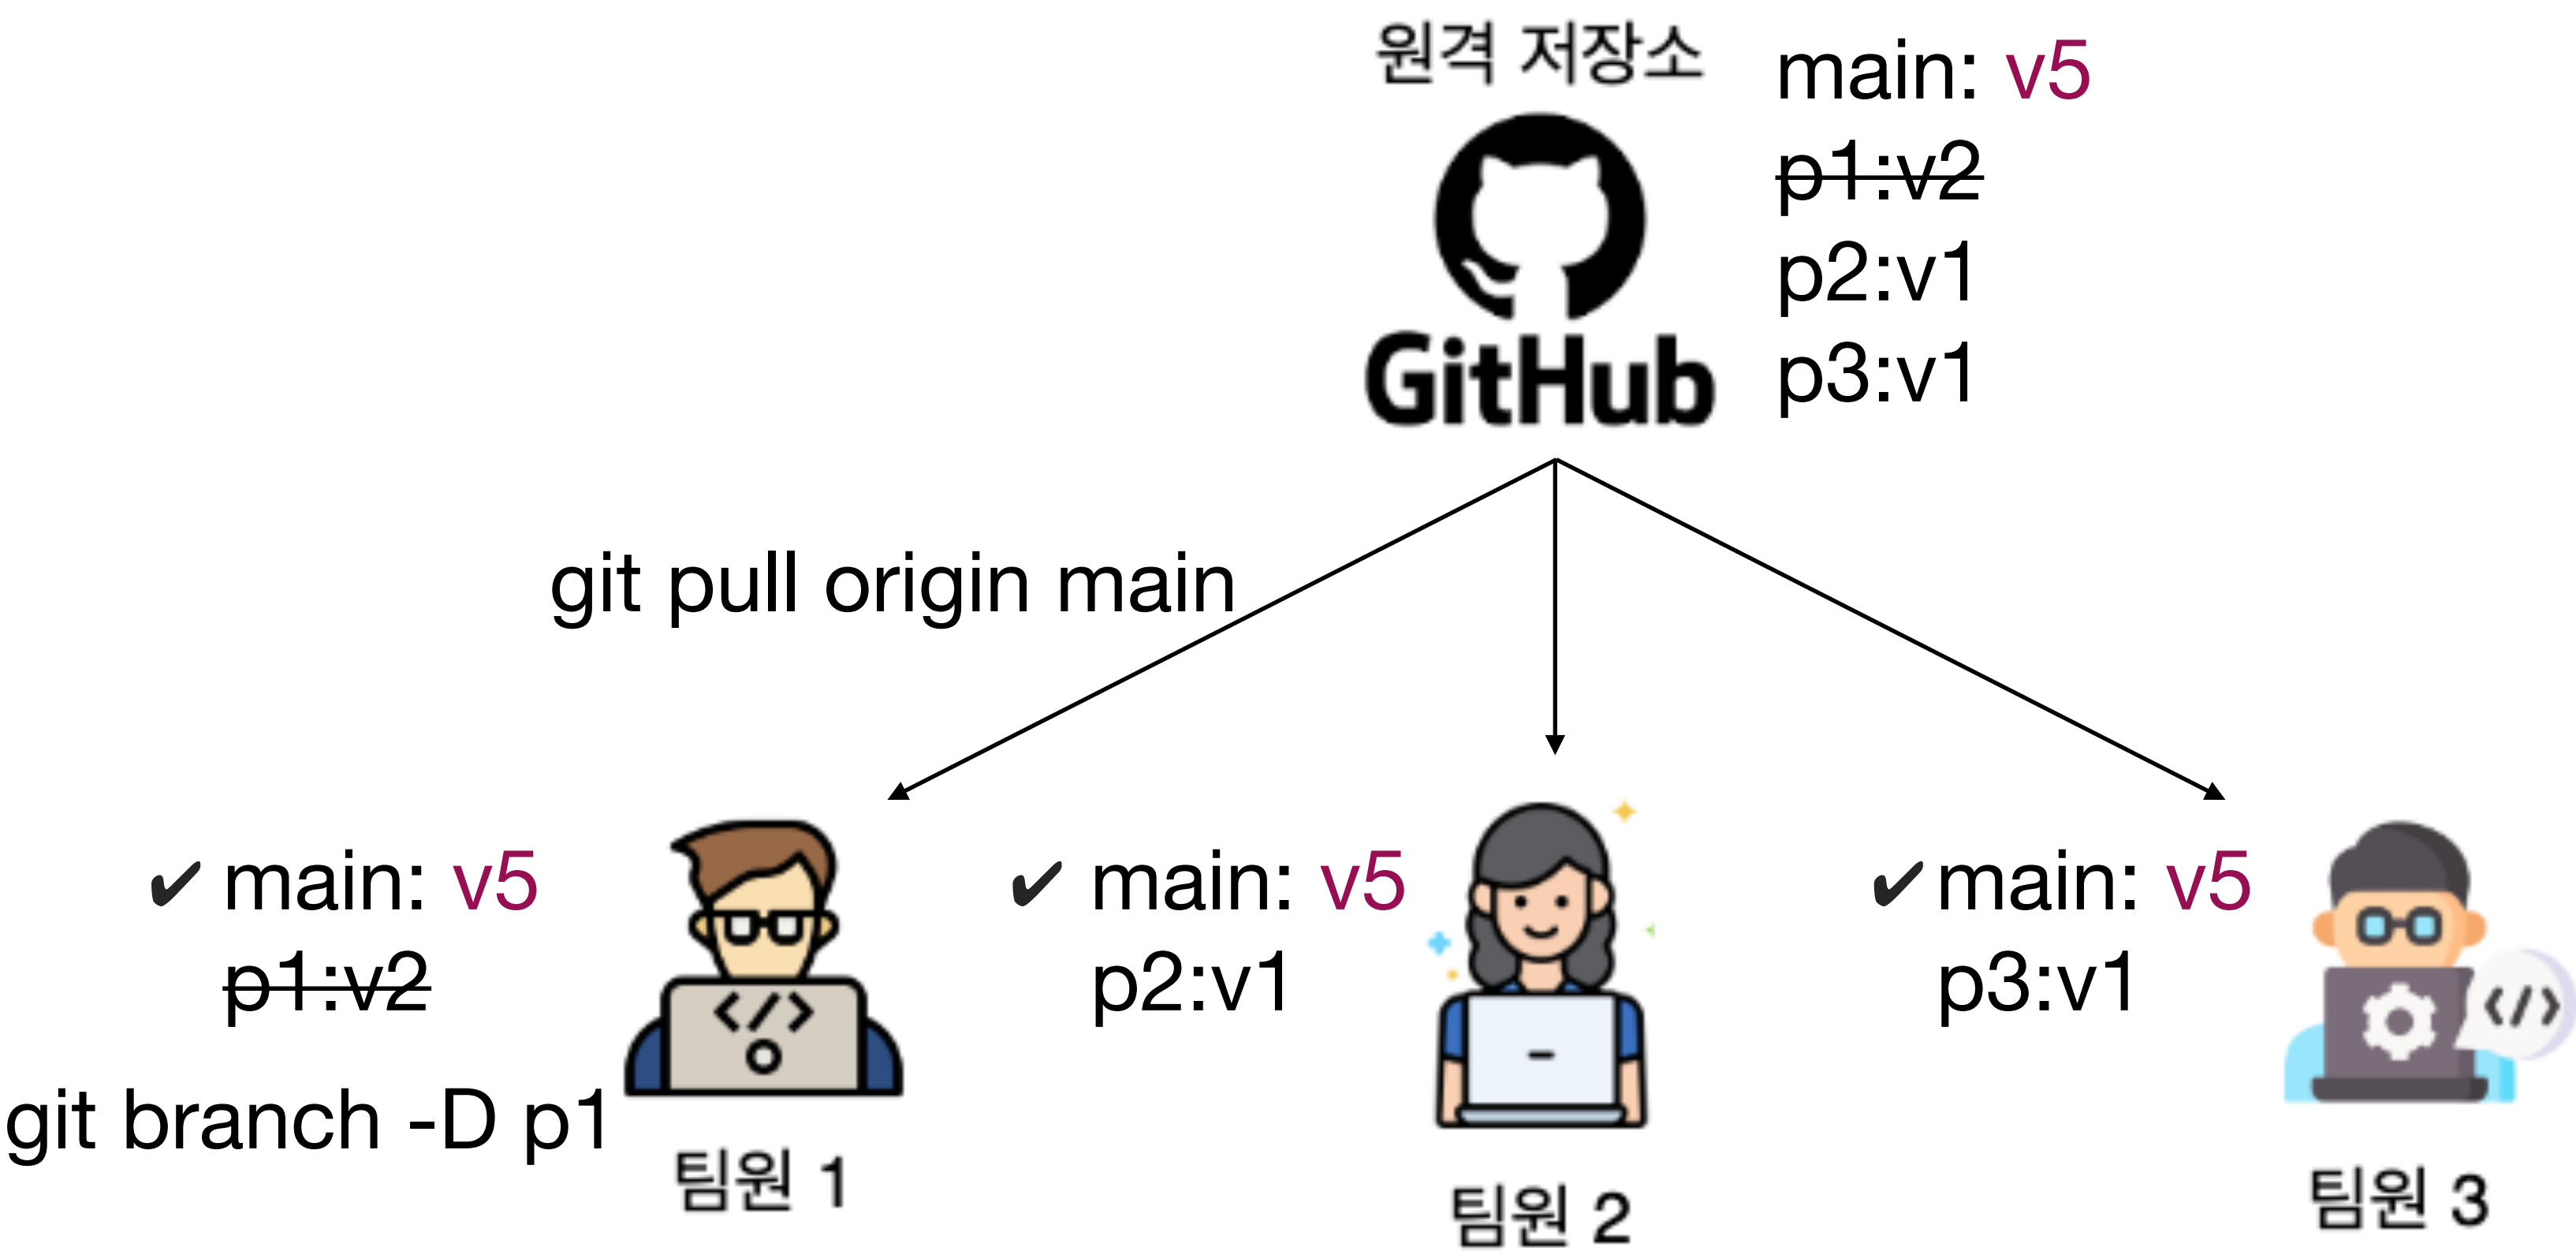 원격 저장소
main: v5
p1:v2
p2:v1
p3:v1
GitHub
git pull origin main
✔ main: v5
p1:v2
git branch -D p1
팀원 1
✔ main: v5
p2:v1
팀원 2
✔ main: v5
p3:v1
</>
팀원 3